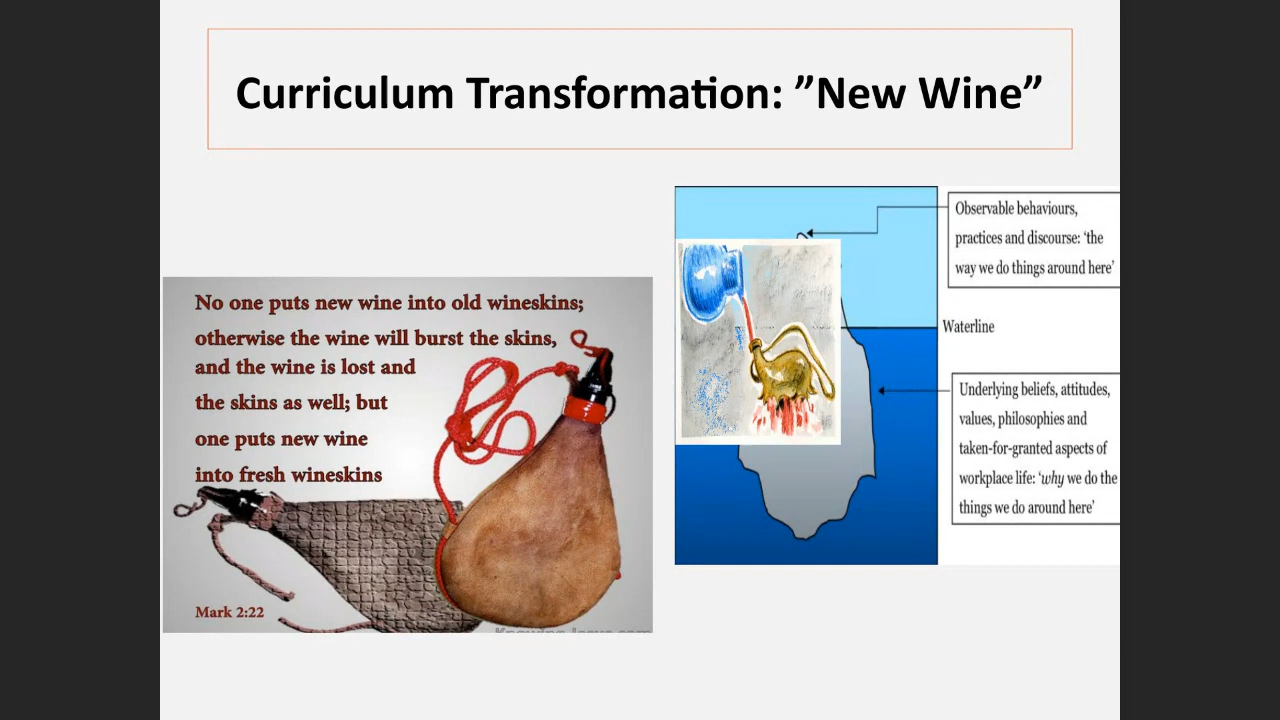 Curriculum Transformation: ”New Wine”
No one puts new wine into old wineskins;
otherwise the wine will burst the skins,
and the wine is lost and
the skins as well; but
one puts new wine
into fresh wineskins
Mark 2:22
Observable behaviours,
practices and discourse: ‘the
way we do things around here’
Waterline
Underlying beliefs, attitudes,
values, philosophies and
taken-for-granted aspects of
workplace life: ‘why we do the
things we do around here’